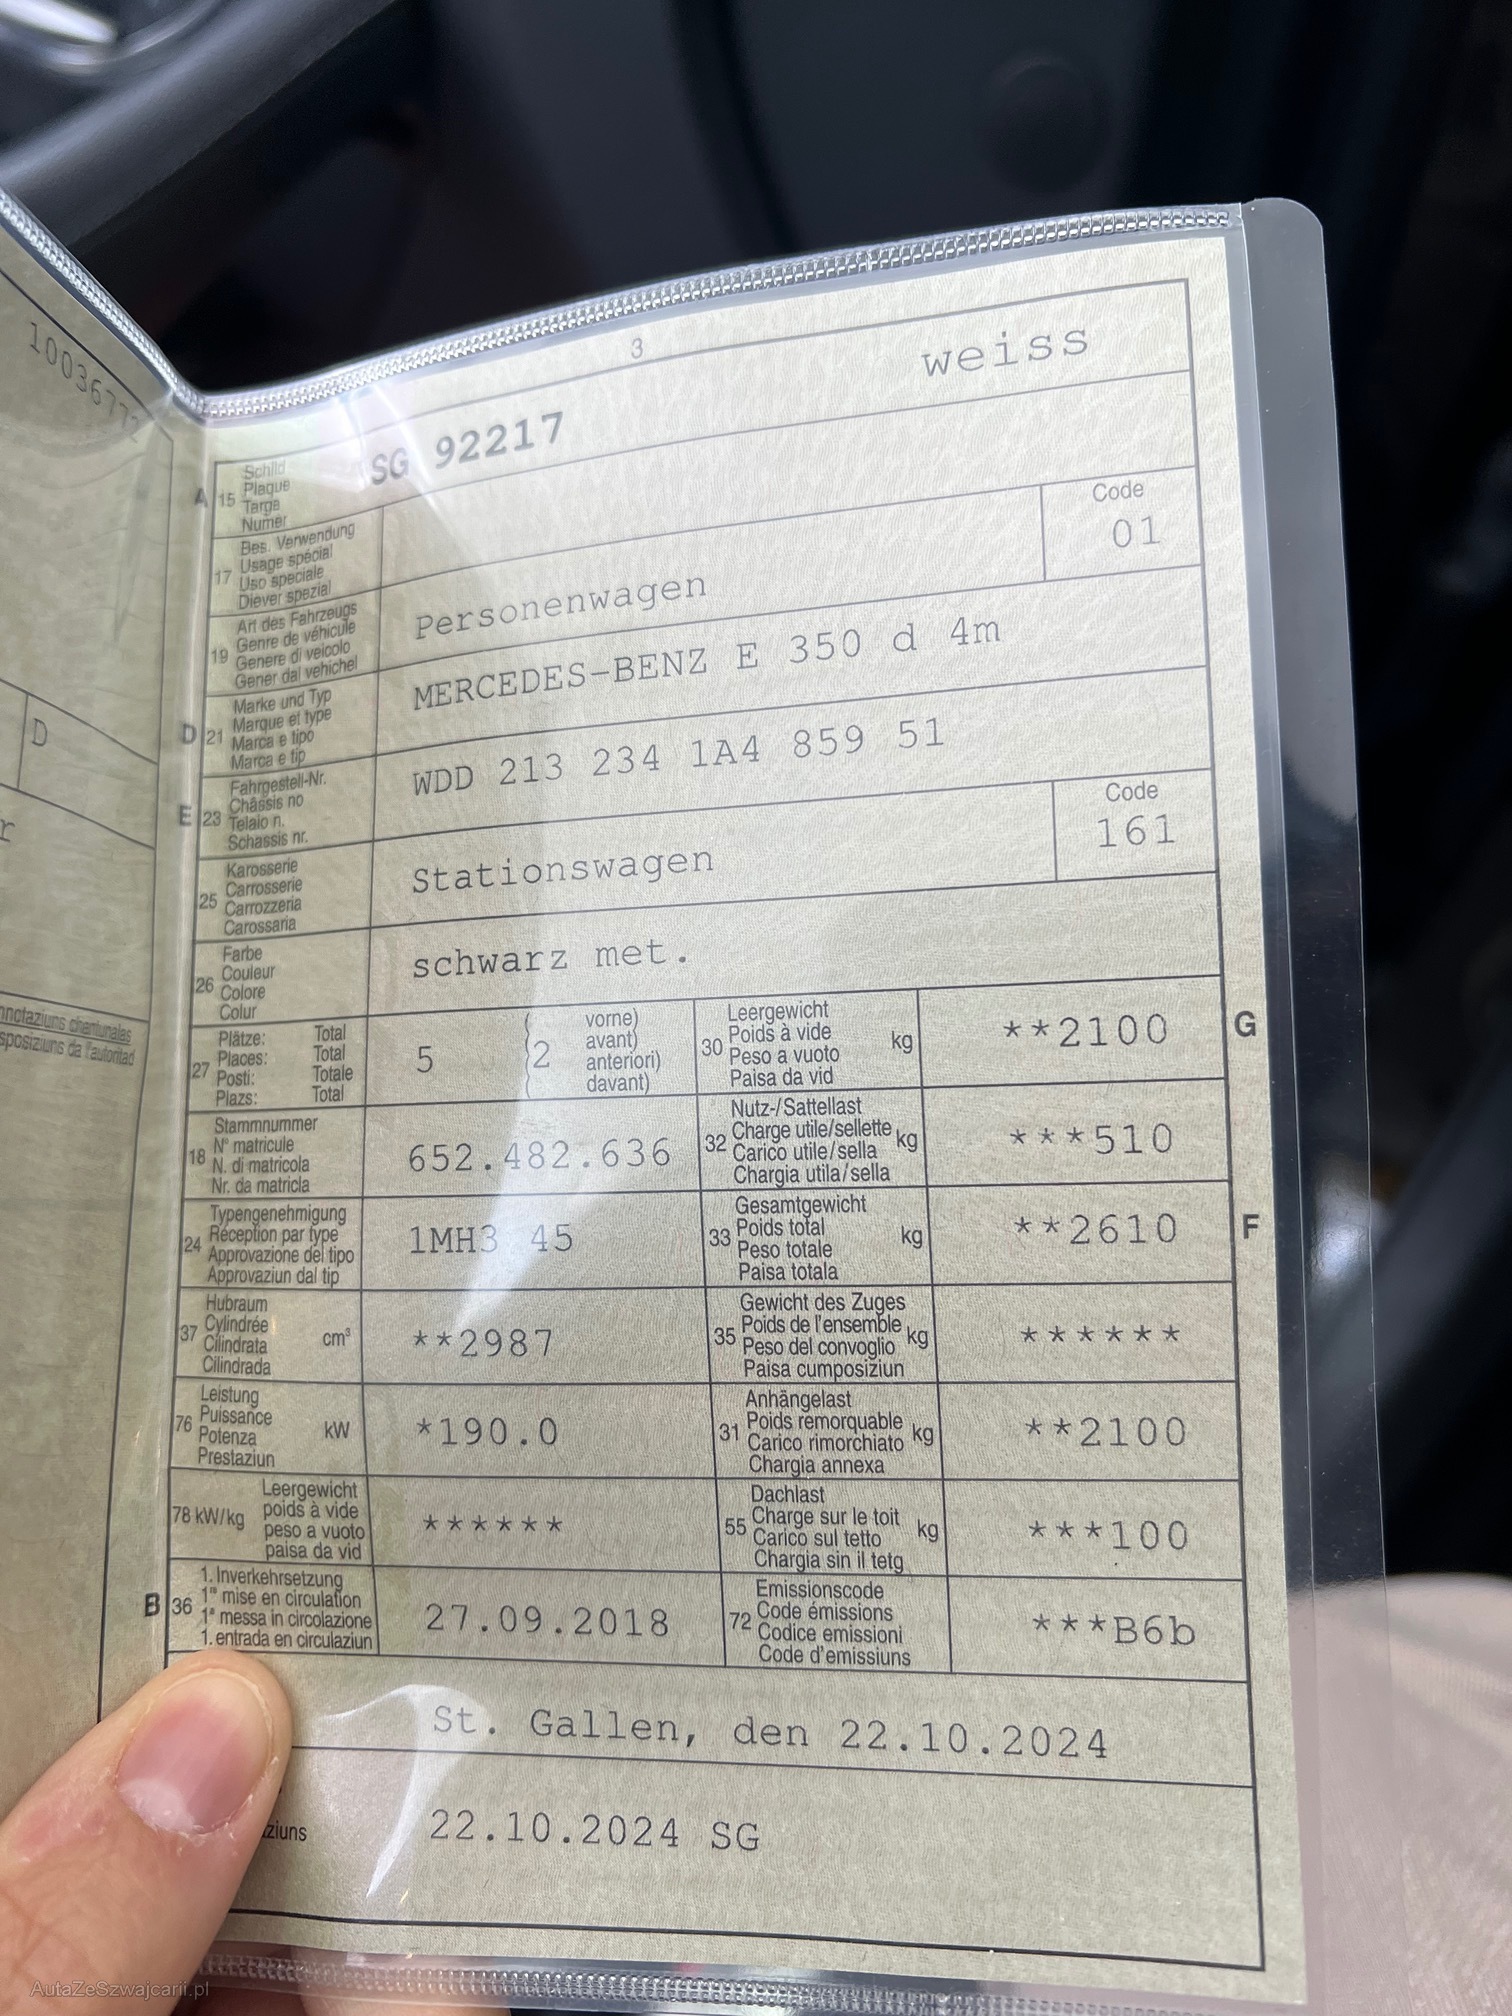 10036772
D
r
nnotaziuns chantunalas
sposiziuns da l'autoritad
3
weiss
A 15 Schild
Plaque
Targa
Numer
SG 92217
17 Bes. Verwendung
Usage spécial
Uso speciale
Diever spezial
19 Art des Fahrzeugs
Genre de véhicule
Genere di veicolo
Gener dal vehichel
Personenwagen
Code
01
D 21 Marke und Typ
Marque et type
Marca e tipo
Marca e tip
MERCEDES-BENZ E 350 d 4m
E 23 Fahrgestell-Nr.
Châssis no
Telaio n.
Schassis nr.
WDD 213 234 1A4 859 51
25 Karosserie
Carrosserie
Carrozzeria
Carossaria
Stationswagen
Code
161
26 Farbe
Couleur
Colore
Colur
schwarz met.
27 Plätze: Total
Places: Total
Posti: Totale
Plazs: Total
5 (2 vorne)
avant)
anteriori)
davant)
30 Leergewicht
Poids à vide kg
Peso a vuoto
Paisa da vid
**2100 G
18 Stammnummer
N° matricule
N. di matricola
Nr. da matricla
652.482.636
32 Nutz-/Sattellast
Charge utile/sellette kg
Carico utile/sella
Chargia utila/sella
***510
24 Typengenehmigung
Réception par type
Approvazione del tipo
Approvaziun dal tip
1MH3 45
33 Gesamtgewicht
Poids total kg
Peso totale
Paisa totala
**2610 F
37 Hubraum
Cylindrée cm³
Cilindrata
Cilindrada
**2987
35 Gewicht des Zuges
Poids de l'ensemble kg
Peso del convoglio
Paisa cumposiziun
******
76 Leistung
Puissance kW
Potenza
Prestaziun
*190.0
31 Anhängelast
Poids remorquable kg
Carico rimorchiato
Chargia annexa
**2100
78 kW/kg Leergewicht
poids à vide
peso a vuoto
paisa da vid
******
55 Dachlast
Charge sur le toit kg
Carico sul tetto
Chargia sin il tetg
***100
B 36 1. Inverkehrsetzung
1re mise en circulation
1a messa in circolazione
1. entrada en circulaziun
27.09.2018
72 Emissionscode
Code émissions
Codice emissioni
Code d'emissiuns
***B6b
St. Gallen, den 22.10.2024
ziuns
22.10.2024 SG
AutaZeSzwajcarii.pl